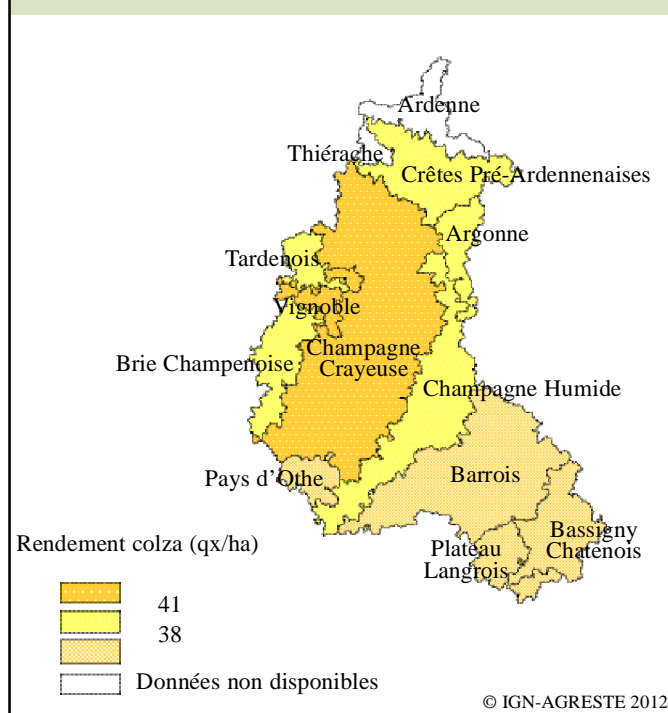 Ardenne
Thiérache
Crêtes Pré-Ardennenaises
Argonne
Tardenois
Vignoble
Champagne
Crayeuse
Brie Champenoise
Champagne Humide
Pays d’Othe
Barrois
Bassigny
Chatenois
Plateau
Langrois
Rendement colza (qx/ha)
41
38
Données non disponibles
© IGN-AGRESTE 2012